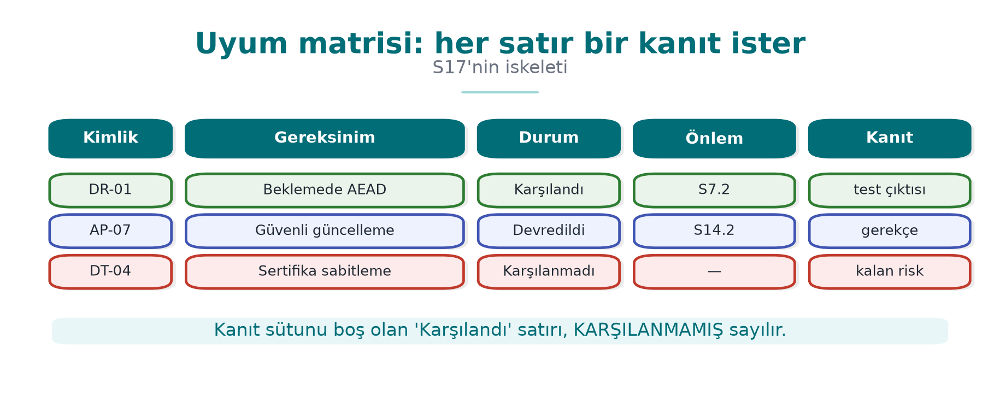 Uyum matrisi: her satır bir kanıt ister
S17'nin iskeleti
Kimlik Gereksinim Durum Önlem Kanıt
DR-01 Beklemede AEAD Karşılandı S7.2 test çıktısı
AP-07 Güvenli güncelleme Devredildi S14.2 gerekçe
DT-04 Sertifika sabitleme Karşılanmadı — kalan risk
Kanıt sütunu boş olan 'Karşılandı' satırı, KARŞILANMAMIŞ sayılır.